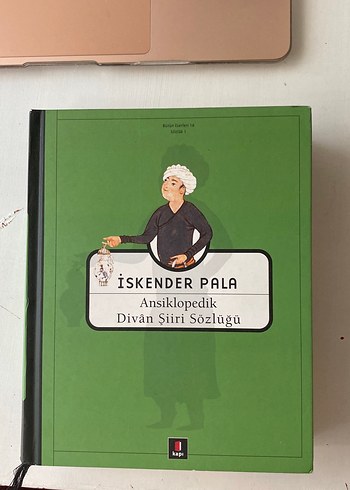 İSKENDER PALA
Ansiklopedik
Divân Şiiri Sözlüğü
kapı